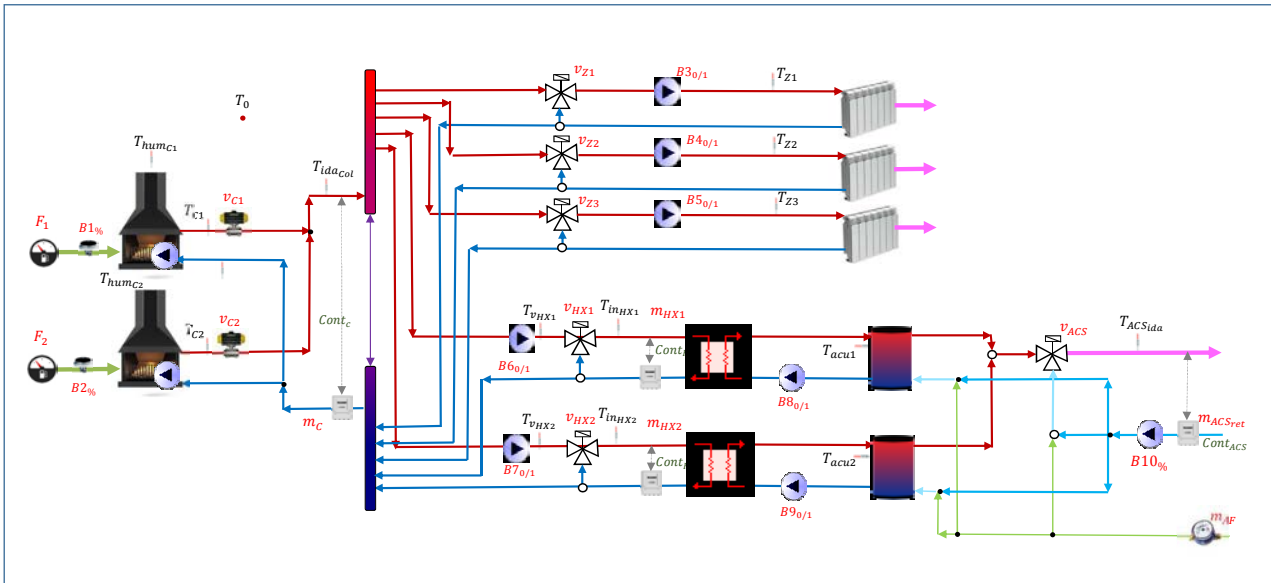 v_Z1
B3_0/1
T_Z1
T_0
T_hum_C1
v_Z2
B4_0/1
T_Z2
T_ida_Col
T_C1
v_C1
v_Z3
B5_0/1
T_Z3
F_1
B1_%
T_hum_C2
Cont_C
T_C2
v_C2
T_v_HX1
v_HX1
T_in_HX1
m_HX1
v_ACS
T_ACS_ida
F_2
B2_%
B6_0/1
Cont
T_acu1
m_C
B8_0/1
T_v_HX2
v_HX2
T_in_HX2
m_HX2
m_ACS_ret
Cont_ACS
B7_0/1
Cont
T_acu2
B10_%
B9_0/1
m_AF